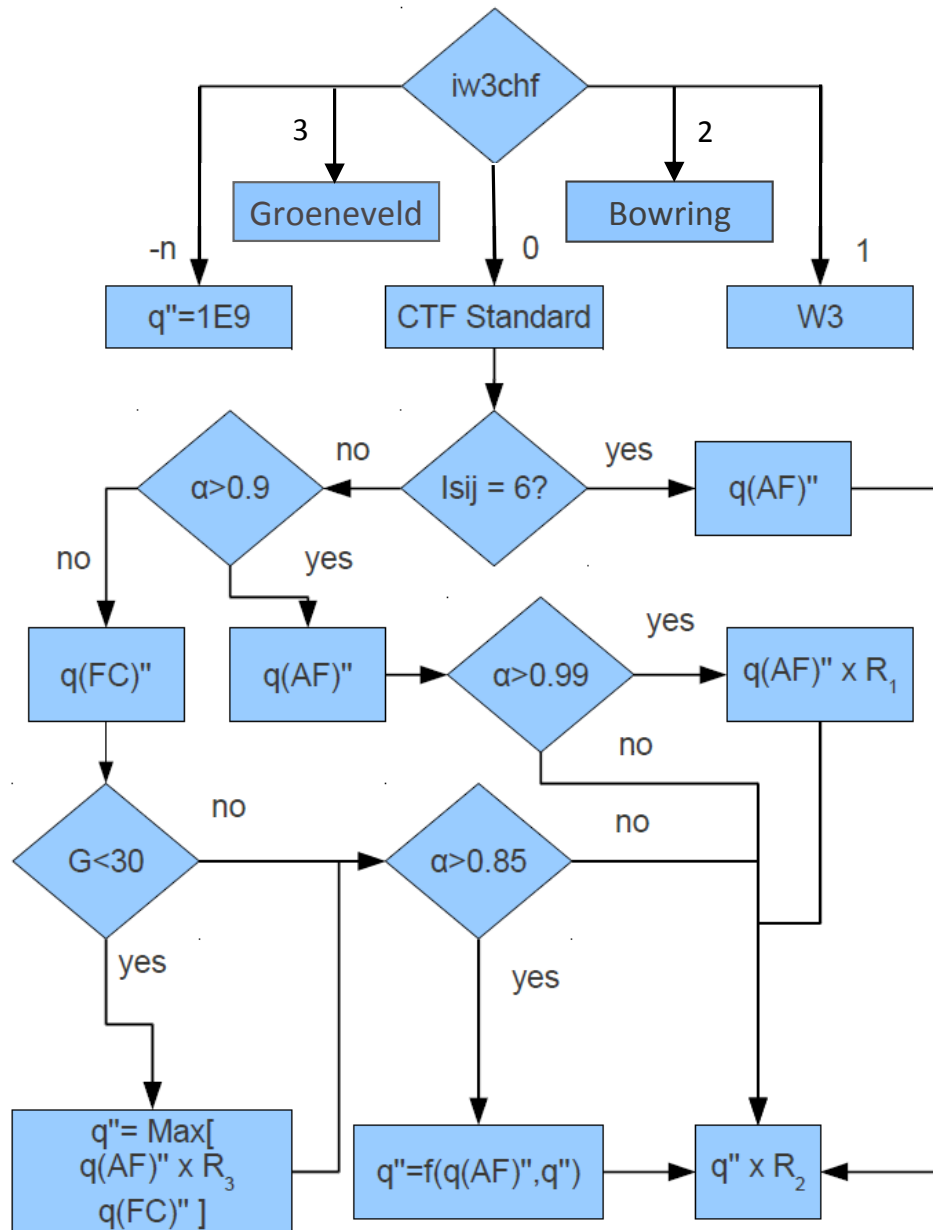 iw3chf
3
2
Groeneveld
Bowring
-n
0
1
q"=1E9
CTF Standard
W3
no
yes
α>0.9
Isij = 6?
q(AF)"
no
yes
yes
q(FC)"
q(AF)"
α>0.99
q(AF)" x R₁
no
no
no
G<30
α>0.85
yes
yes
q"= Max[
q(AF)" x R₃
q(FC)" ]
q"=f(q(AF)",q")
q" x R₂